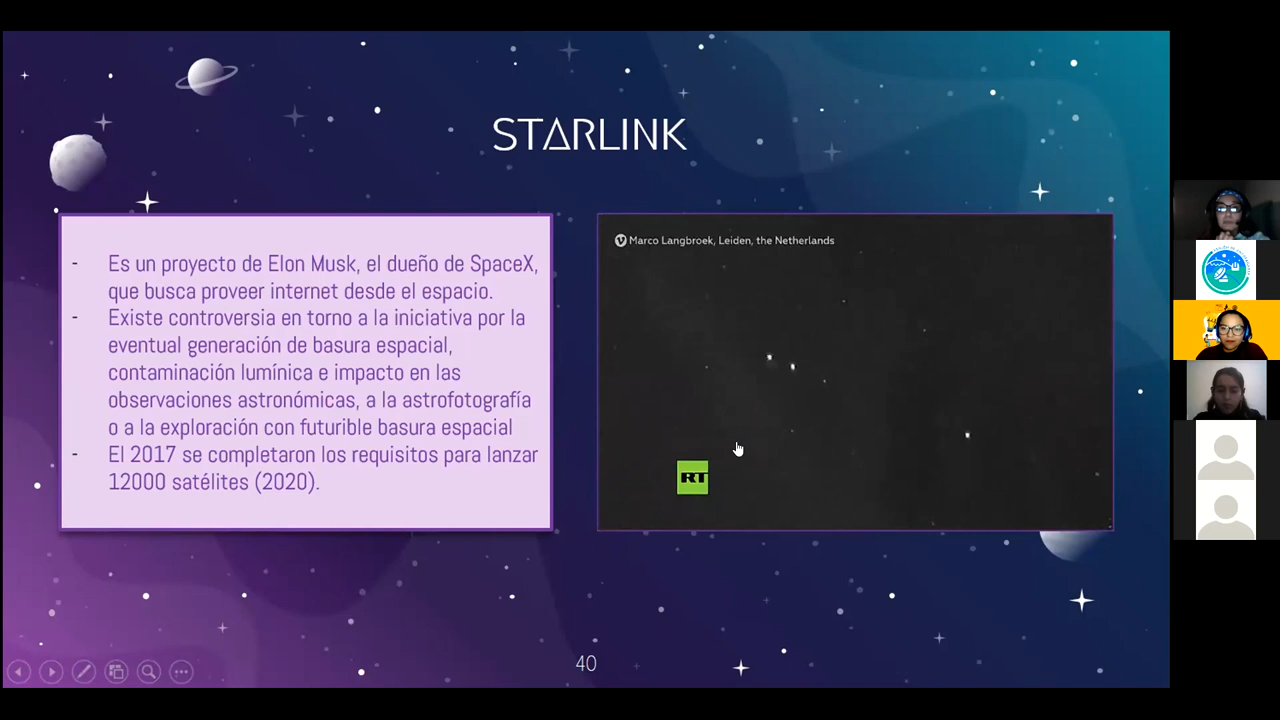 STARLINK
- Es un proyecto de Elon Musk, el dueño de SpaceX,
que busca proveer internet desde el espacio.
- Existe controversia en torno a la iniciativa por la
eventual generación de basura espacial,
contaminación lumínica e impacto en las
observaciones astronómicas, a la astrofotografía
o a la exploración con futurible basura espacial
- El 2017 se completaron los requisitos para lanzar
12000 satélites (2020).
Marco Langbroek, Leiden, the Netherlands
RT
40